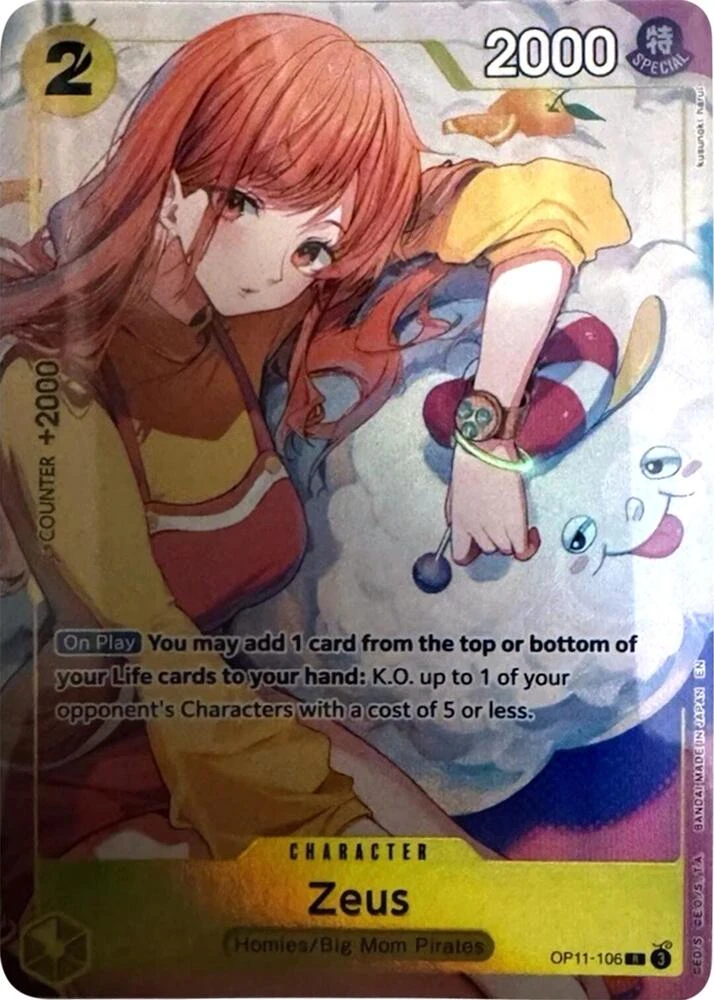 2
2000
特
SPECIAL
kusunoki haru
COUNTER +2000
On Play You may add 1 card from the top or bottom of
your Life cards to your hand: K.O. up to 1 of your
opponent's Characters with a cost of 5 or less.
CHARACTER
Zeus
Homies/Big Mom Pirates
OP11-106 R 3
©E.O/S. ©E.O/S.,T.A BANDAI MADE IN JAPAN EN